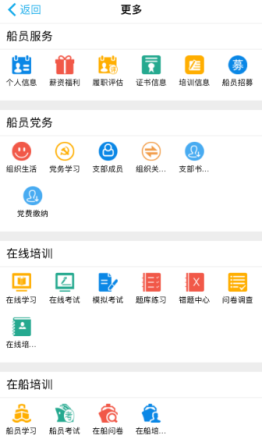 返回 更多
船员服务
个人信息 薪资福利 履职评估 证书信息 培训信息 船员招募
募
船员党务
组织生活 党务学习 支部成员 组织关... 支部书...
党费缴纳
在线培训
在线学习 在线考试 模拟考试 题库练习 错题中心 问卷调查
在线培...
在船培训
船员学习 船员考试 在船问卷 在船培...